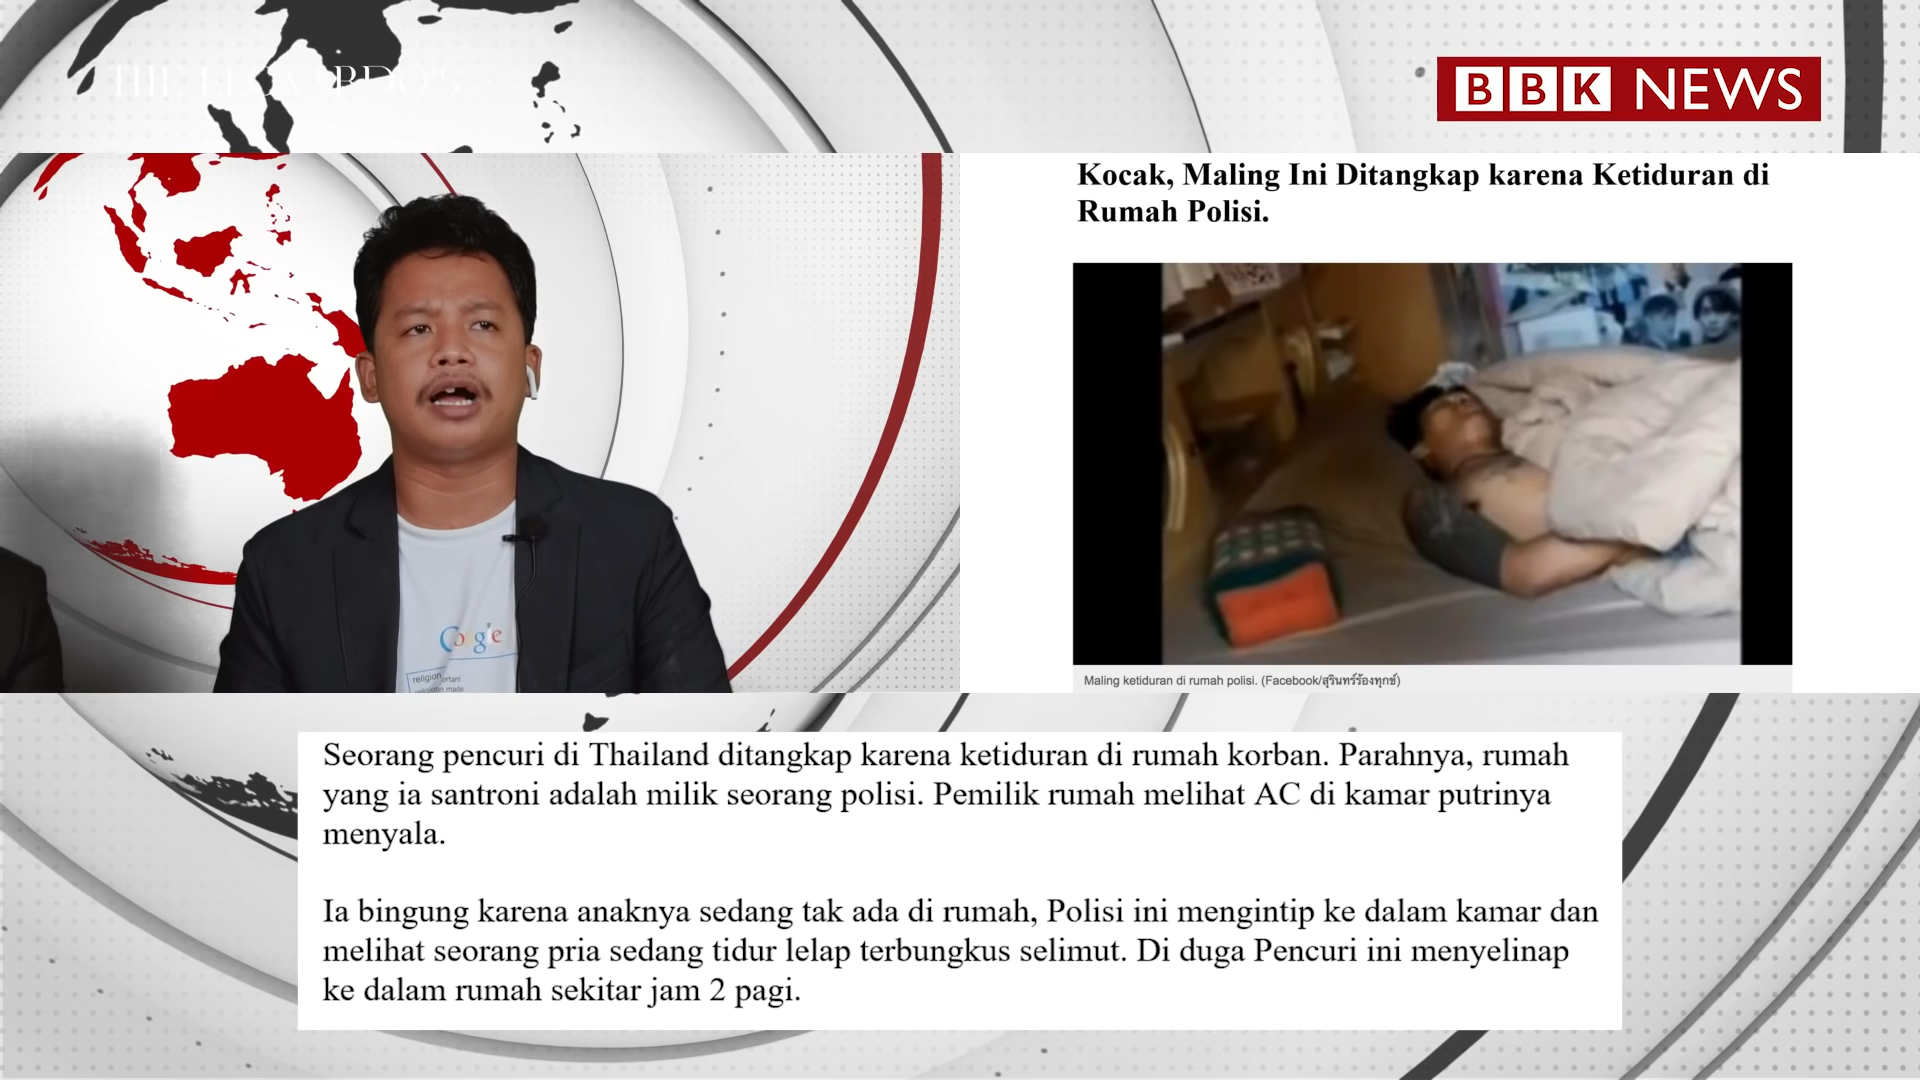 BBK NEWS
Kocak, Maling Ini Ditangkap karena Ketiduran di
Rumah Polisi.
Google
religion
Maling ketiduran di rumah polisi. (Facebook/สุรินทร์ร้องทุกข์)
Seorang pencuri di Thailand ditangkap karena ketiduran di rumah korban. Parahnya, rumah
yang ia santroni adalah milik seorang polisi. Pemilik rumah melihat AC di kamar putrinya
menyala.
Ia bingung karena anaknya sedang tak ada di rumah, Polisi ini mengintip ke dalam kamar dan
melihat seorang pria sedang tidur lelap terbungkus selimut. Di duga Pencuri ini menyelinap
ke dalam rumah sekitar jam 2 pagi.